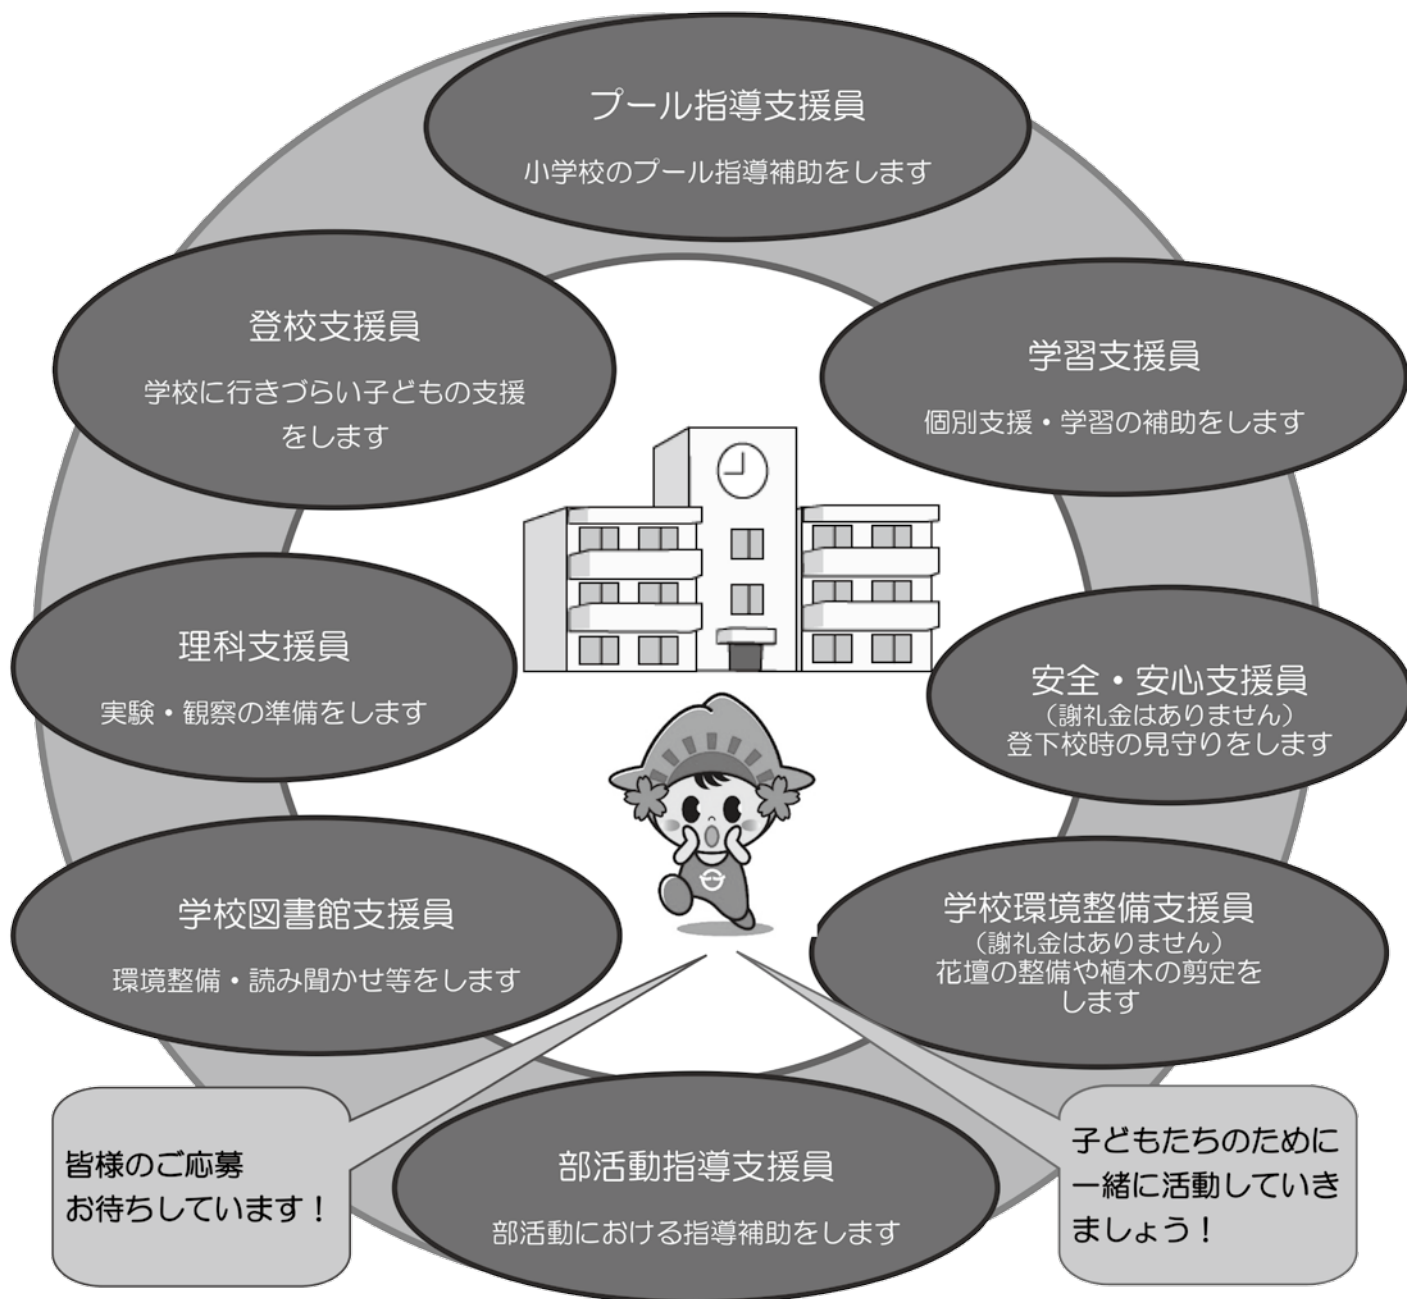 プール指導支援員
小学校のプール指導補助をします
登校支援員
学校に行きづらい子どもの支援
をします
学習支援員
個別支援・学習の補助をします
理科支援員
実験・観察の準備をします
安全・安心支援員
（謝礼金はありません）
登下校時の見守りをします
学校図書館支援員
環境整備・読み聞かせ等をします
学校環境整備支援員
（謝礼金はありません）
花壇の整備や植木の剪定を
します
部活動指導支援員
部活動における指導補助をします
皆様のご応募
お待ちしています！
子どもたちのために
一緒に活動していき
ましょう！